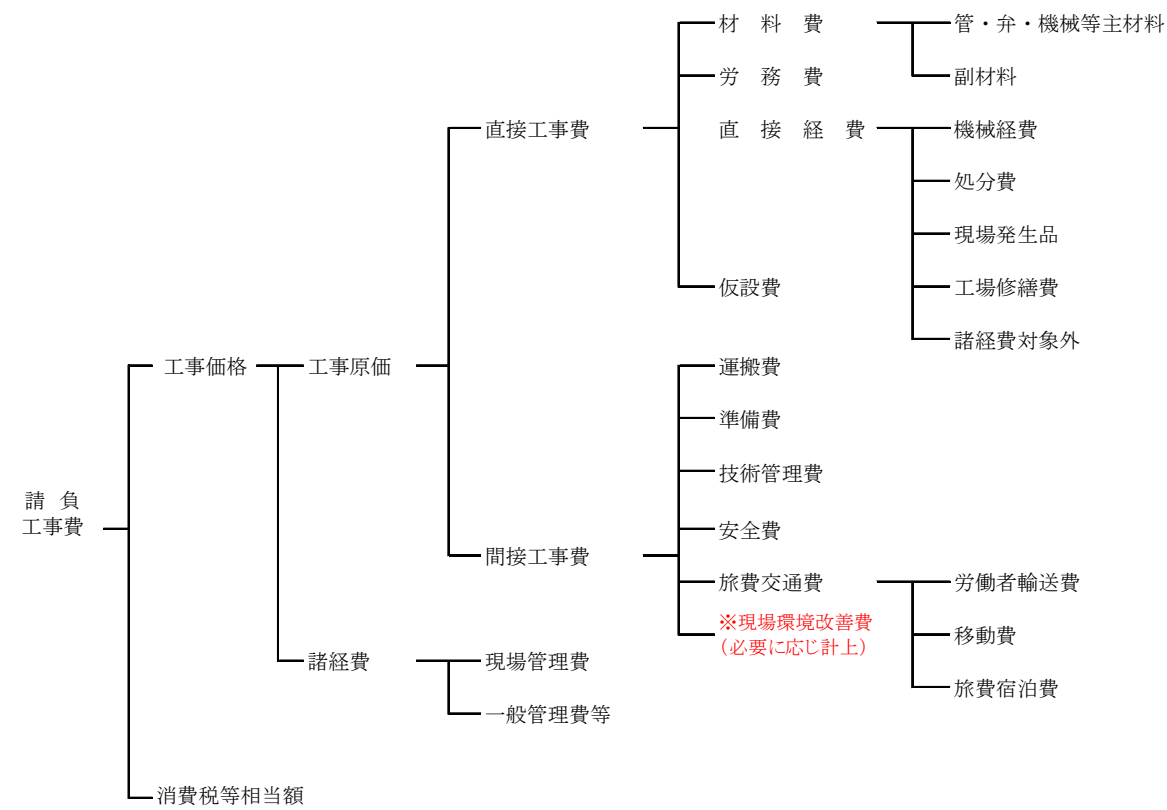 材　料　費
管・弁・機械等主材料
労　務　費
副材料
直接工事費
直　接　経　費
機械経費
処分費
現場発生品
仮設費
工場修繕費
諸経費対象外
工事価格
工事原価
運搬費
準備費
技術管理費
請　負
工事費
安全費
間接工事費
旅費交通費
労働者輸送費
※現場環境改善費
（必要に応じ計上）
移動費
諸経費
現場管理費
旅費宿泊費
一般管理費等
消費税等相当額